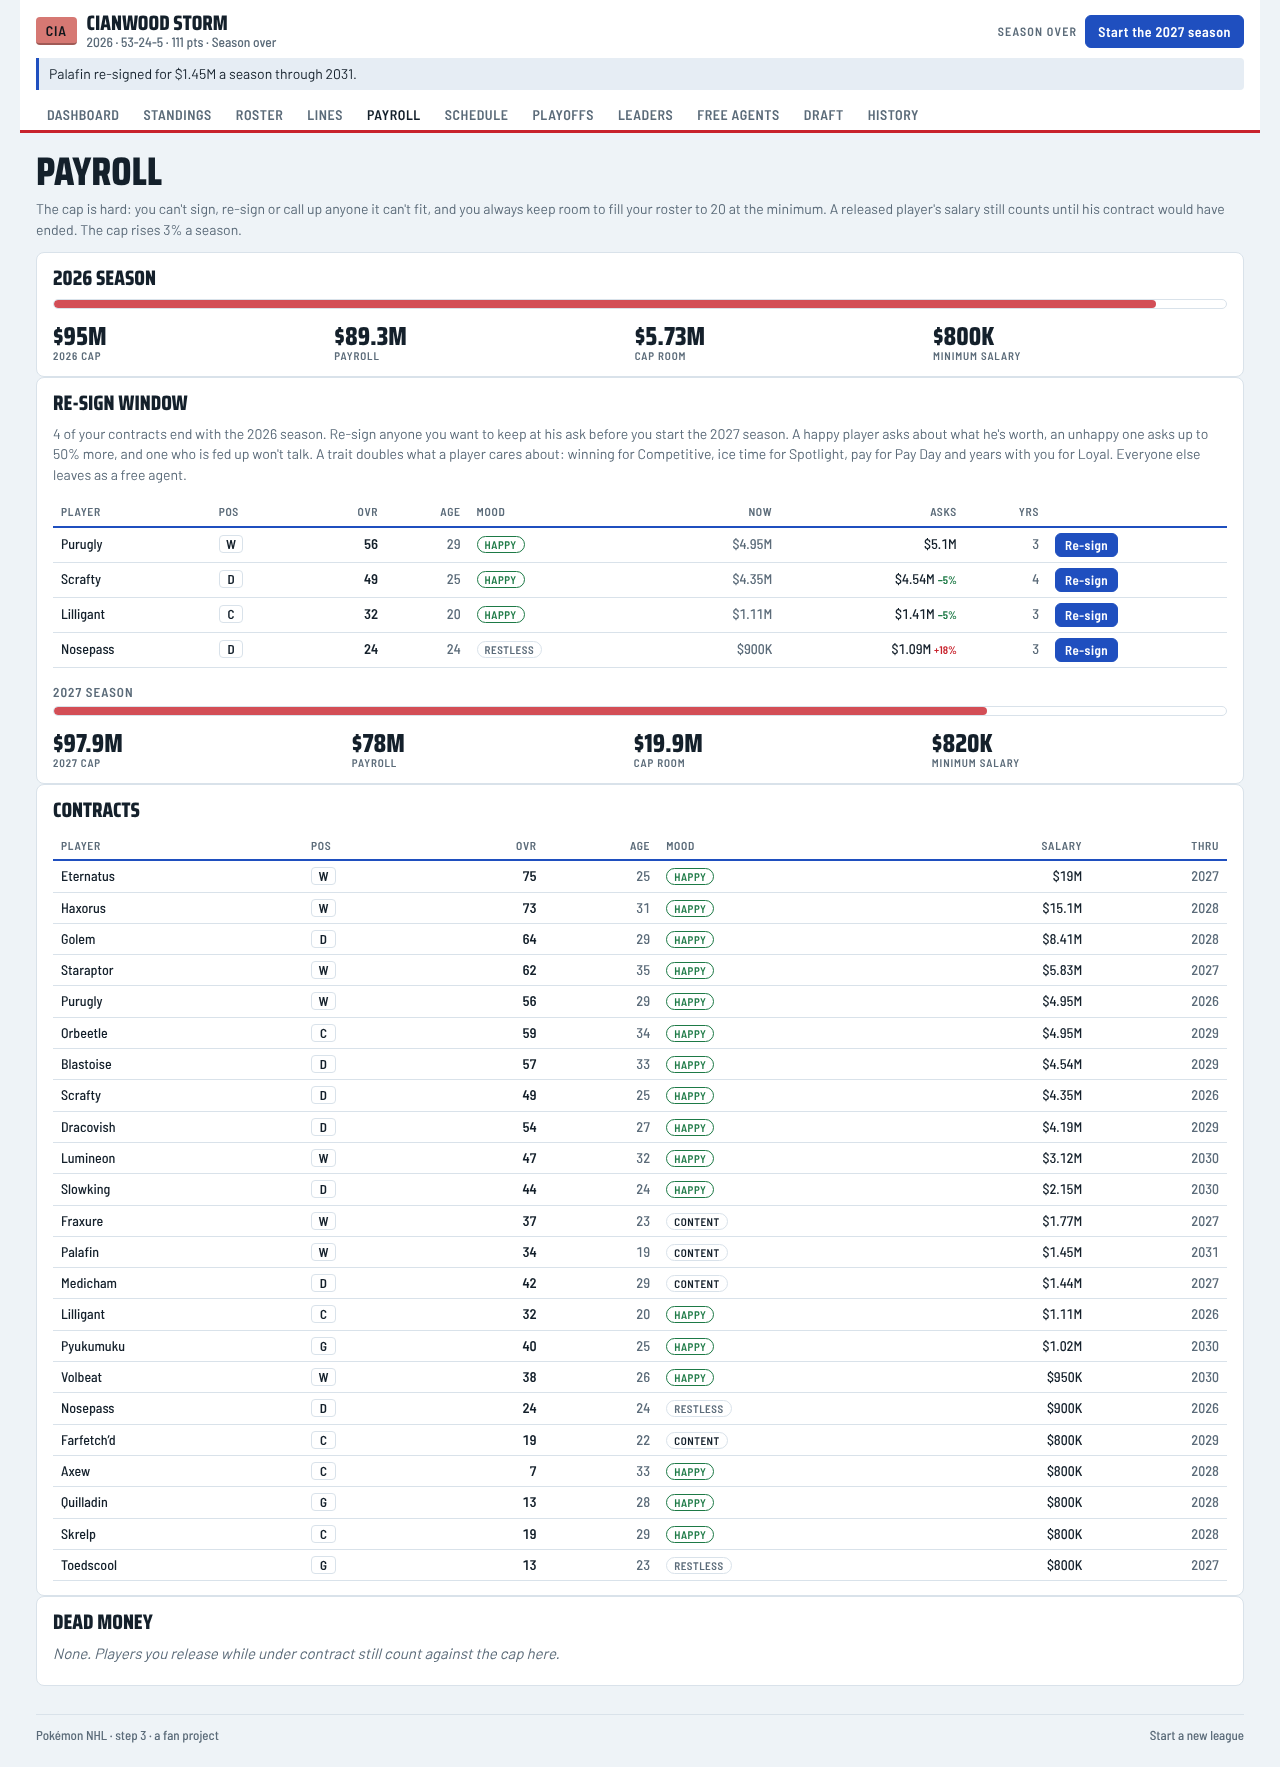 CIA
CIANWOOD STORM
2026 · 53-24-5 · 111 pts · Season over
SEASON OVER
Start the 2027 season
Palafin re-signed for $1.45M a season through 2031.
DASHBOARD STANDINGS ROSTER LINES PAYROLL SCHEDULE PLAYOFFS LEADERS FREE AGENTS DRAFT HISTORY
PAYROLL
The cap is hard: you can't sign, re-sign or call up anyone it can't fit, and you always keep room to fill your roster to 20 at the minimum. A released player's salary still counts until his contract would have
ended. The cap rises 3% a season.
2026 SEASON
$95M $89.3M $5.73M $800K
2026 CAP PAYROLL CAP ROOM MINIMUM SALARY
RE-SIGN WINDOW
4 of your contracts end with the 2026 season. Re-sign anyone you want to keep at his ask before you start the 2027 season. A happy player asks about what he's worth, an unhappy one asks up to
50% more, and one who is fed up won't talk. A trait doubles what a player cares about: winning for Competitive, ice time for Spotlight, pay for Pay Day and years with you for Loyal. Everyone else
leaves as a free agent.
PLAYER POS OVR AGE MOOD NOW ASKS YRS
Purugly W 56 29 HAPPY $4.95M $5.1M 3 Re-sign
Scrafty D 49 25 HAPPY $4.35M $4.54M -5% 4 Re-sign
Lilligant C 32 20 HAPPY $1.11M $1.41M -5% 3 Re-sign
Nosepass D 24 24 RESTLESS $900K $1.09M +18% 3 Re-sign
2027 SEASON
$97.9M $78M $19.9M $820K
2027 CAP PAYROLL CAP ROOM MINIMUM SALARY
CONTRACTS
PLAYER POS OVR AGE MOOD SALARY THRU
Eternatus W 75 25 HAPPY $19M 2027
Haxorus W 73 31 HAPPY $15.1M 2028
Golem D 64 29 HAPPY $8.41M 2028
Staraptor W 62 35 HAPPY $5.83M 2027
Purugly W 56 29 HAPPY $4.95M 2026
Orbeetle C 59 34 HAPPY $4.95M 2029
Blastoise D 57 33 HAPPY $4.54M 2029
Scrafty D 49 25 HAPPY $4.35M 2026
Dracovish D 54 27 HAPPY $4.19M 2029
Lumineon W 47 32 HAPPY $3.12M 2030
Slowking D 44 24 HAPPY $2.15M 2030
Fraxure W 37 23 CONTENT $1.77M 2027
Palafin W 34 19 CONTENT $1.45M 2031
Medicham D 42 29 CONTENT $1.44M 2027
Lilligant C 32 20 HAPPY $1.11M 2026
Pyukumuku G 40 25 HAPPY $1.02M 2030
Volbeat W 38 26 HAPPY $950K 2030
Nosepass D 24 24 RESTLESS $900K 2026
Farfetch'd C 19 22 CONTENT $800K 2029
Axew C 7 33 HAPPY $800K 2028
Quilladin G 13 28 HAPPY $800K 2028
Skrelp C 19 29 HAPPY $800K 2028
Toedscool G 13 23 RESTLESS $800K 2027
DEAD MONEY
None. Players you release while under contract still count against the cap here.
Pokémon NHL · step 3 · a fan project
Start a new league